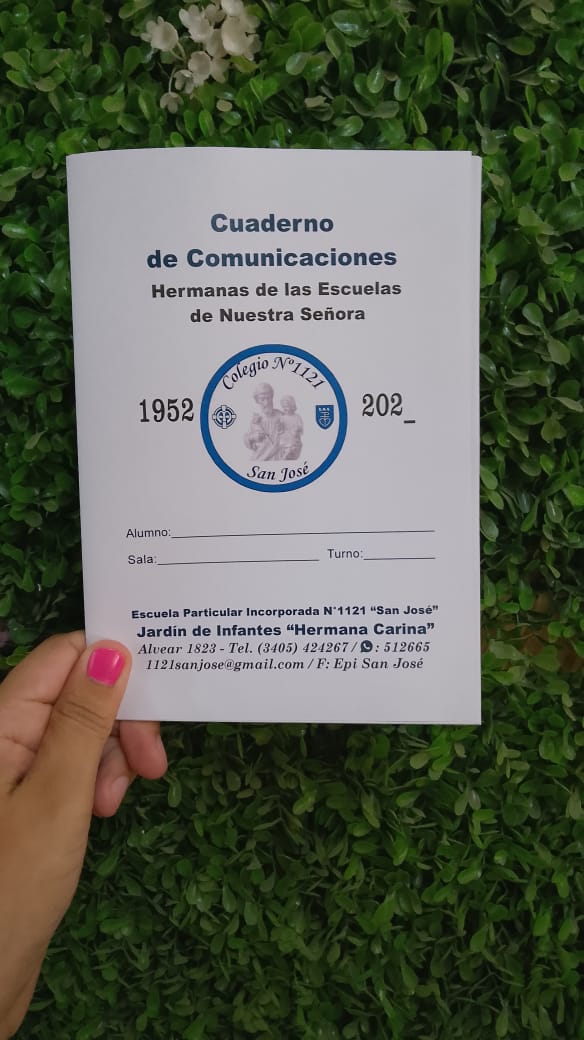 Cuaderno
de Comunicaciones
Hermanas de las Escuelas
de Nuestra Señora
Colegio Nº1121
1952
202_
San José
Alumno:
Sala: Turno:
Escuela Particular Incorporada N°1121 “San José”
Jardín de Infantes “Hermana Carina”
Alvear 1823 - Tel. (3405) 424267 / : 512665
1121sanjose@gmail.com / F: Epi San José